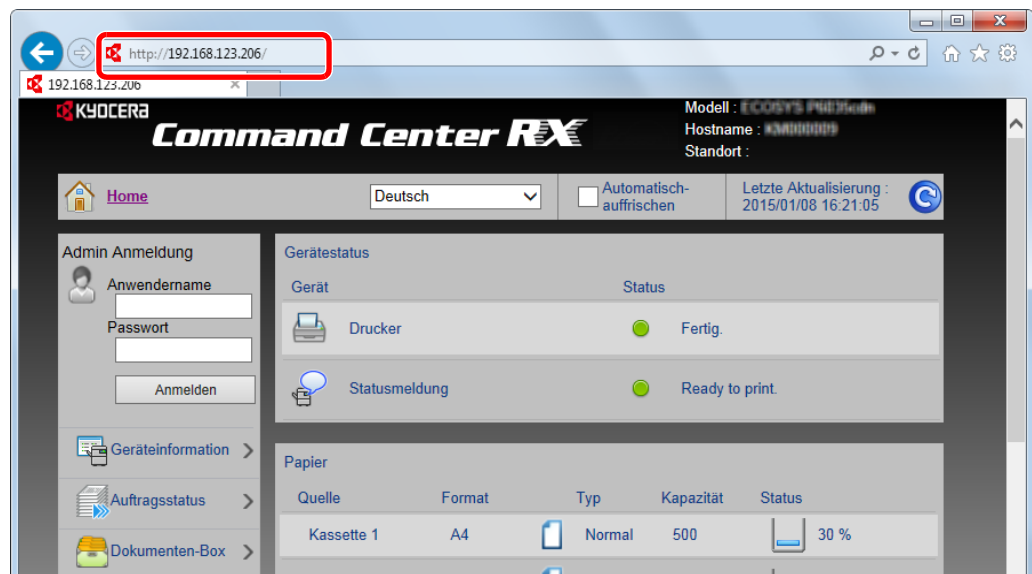 http://192.168.123.206/
192.168.123.206
KYOCERA
Command Center RX
Modell :
Hostname :
Standort :
Home
Deutsch
Automatisch-
auffrischen
Letzte Aktualisierung :
2015/01/08 16:21:05
Admin Anmeldung
Anwendername
Passwort
Anmelden
Geräteinformation
Auftragsstatus
Dokumenten-Box
Gerätestatus
Gerät Status
Drucker Fertig.
Statusmeldung Ready to print.
Papier
Quelle Format Typ Kapazität Status
Kassette 1 A4 Normal 500 30 %